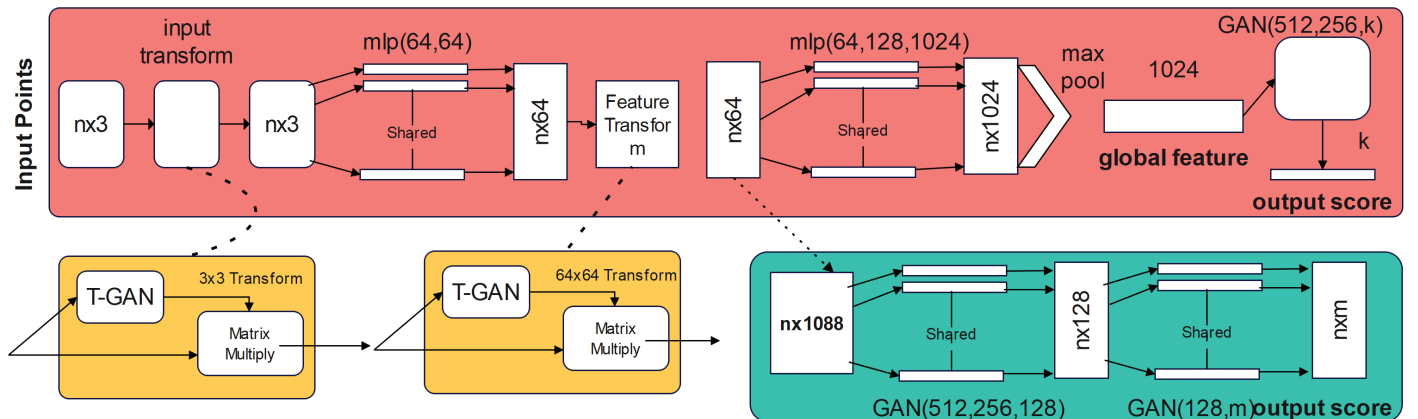 Input Points
input
transform
mlp(64,64)
mlp(64,128,1024)
max
pool
1024
GAN(512,256,k)
nx3
nx3
Shared
nx64
Feature
Transfor
m
nx64
Shared
nx1024
global feature
k
output score
T-GAN
3x3 Transform
Matrix
Multiply
T-GAN
64x64 Transform
Matrix
Multiply
nx1088
Shared
nx128
Shared
nxm
GAN(512,256,128)
GAN(128,m)
output score